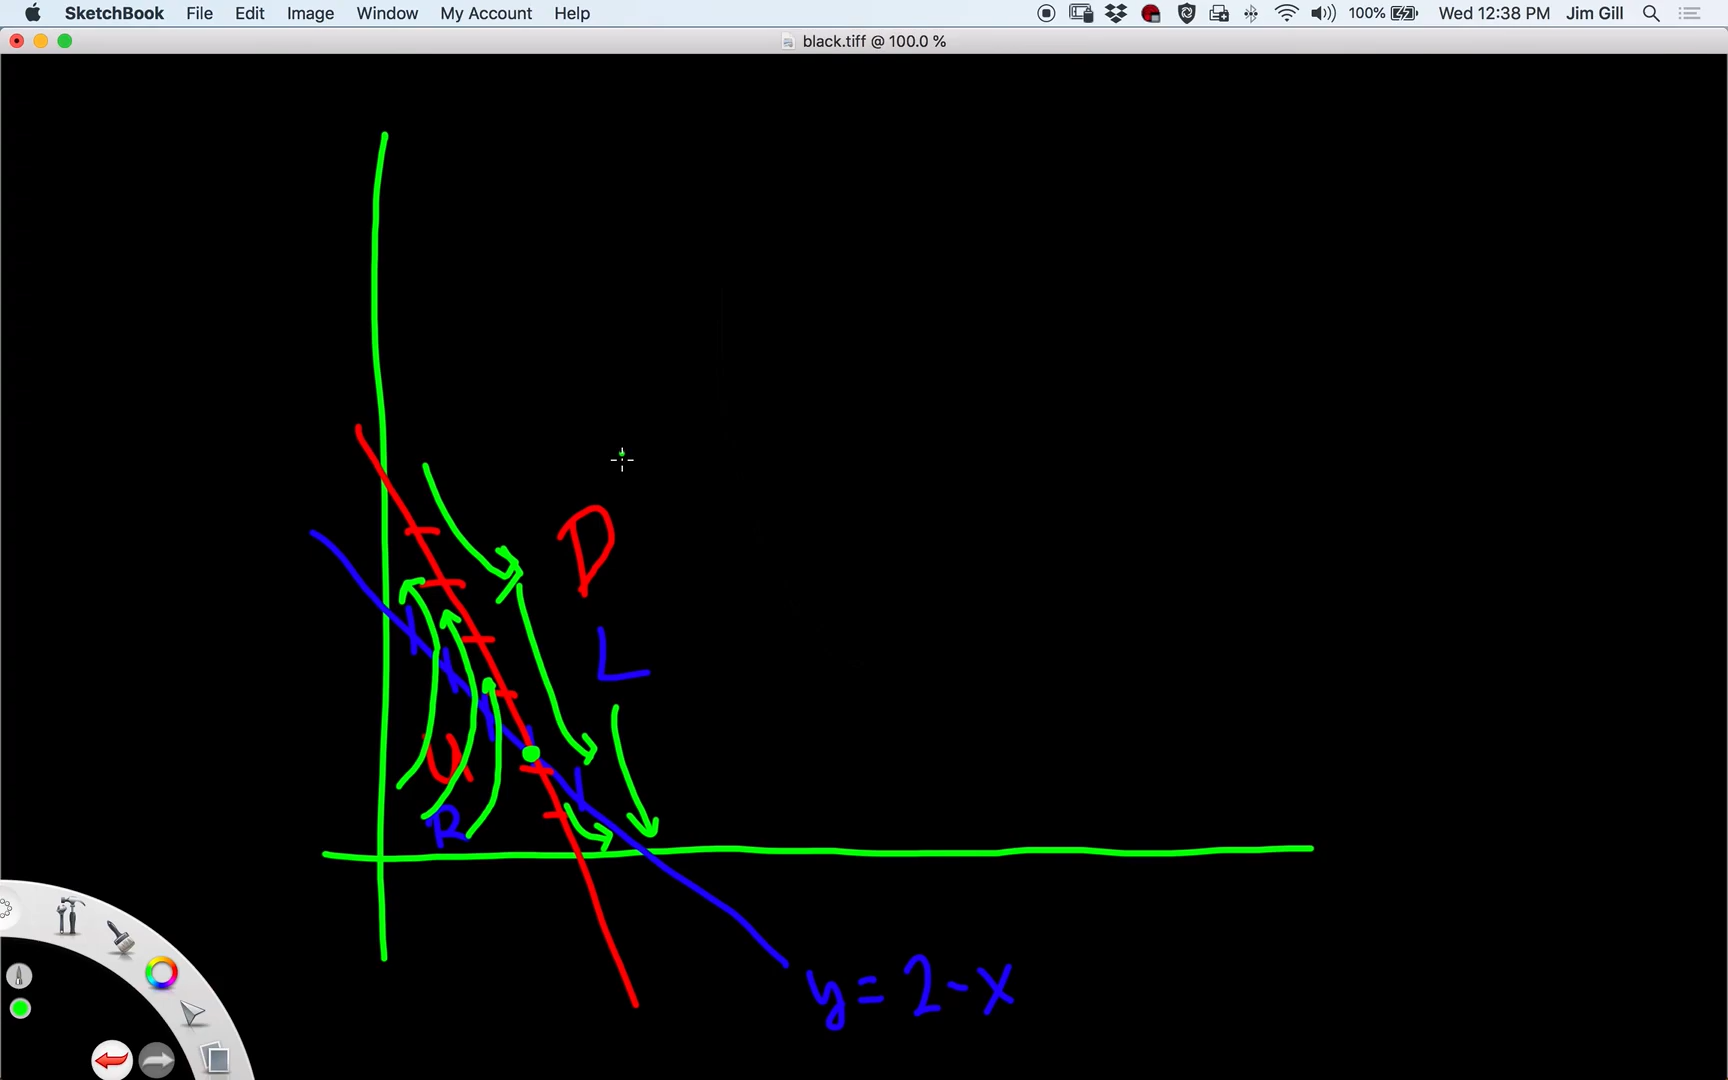 SketchBook File Edit Image Window My Account Help 100% Wed 12:38 PM Jim Gill
black.tiff @ 100.0 %
D
L
U
R
y = 2 - x